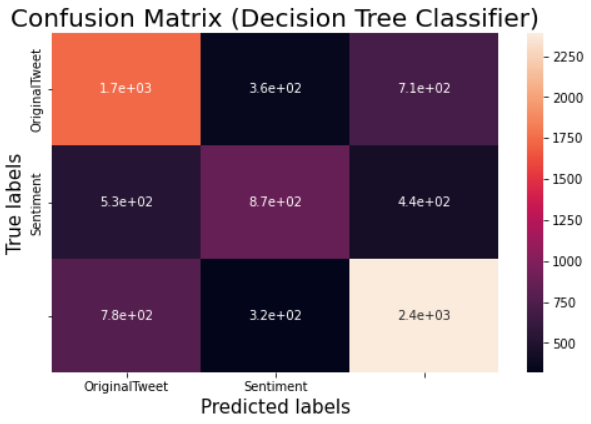 Confusion Matrix (Decision Tree Classifier)
True labels
OriginalTweet
1.7e+03 3.6e+02 7.1e+02
Sentiment
5.3e+02 8.7e+02 4.4e+02
7.8e+02 3.2e+02 2.4e+03
OriginalTweet Sentiment
Predicted labels
2250
2000
1750
1500
1250
1000
750
500